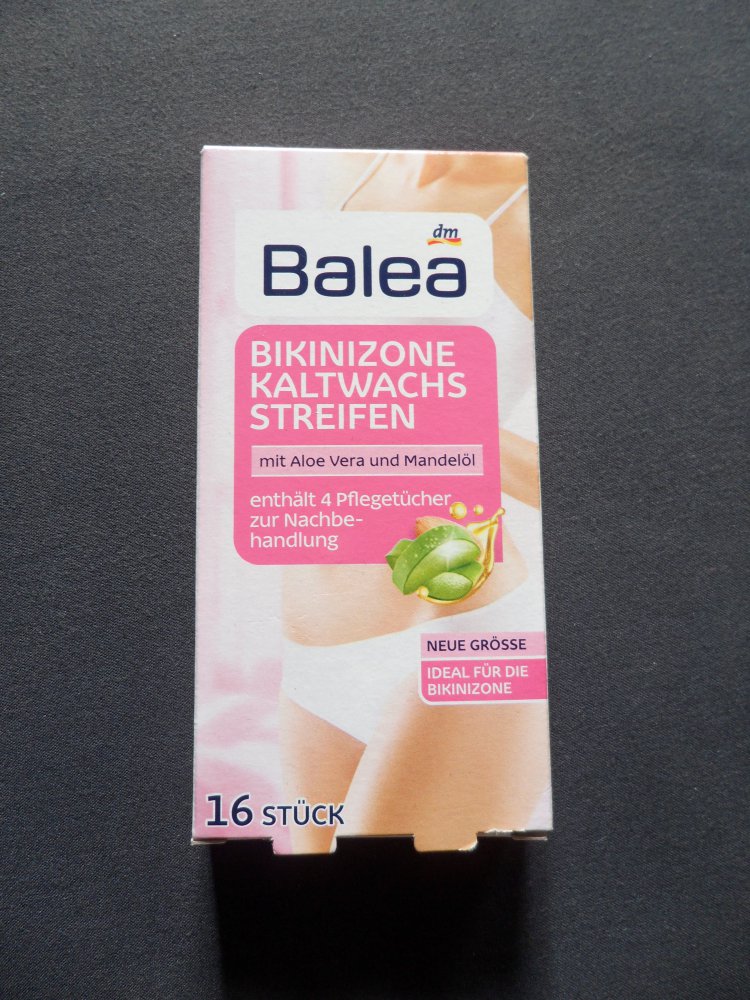 dm
Balea
BIKINIZONE
KALTWACHS
STREIFEN
mit Aloe Vera und Mandelöl
enthält 4 Pflegetücher
zur Nachbe-
handlung
NEUE GRÖSSE
IDEAL FÜR DIE
BIKINIZONE
16 STÜCK